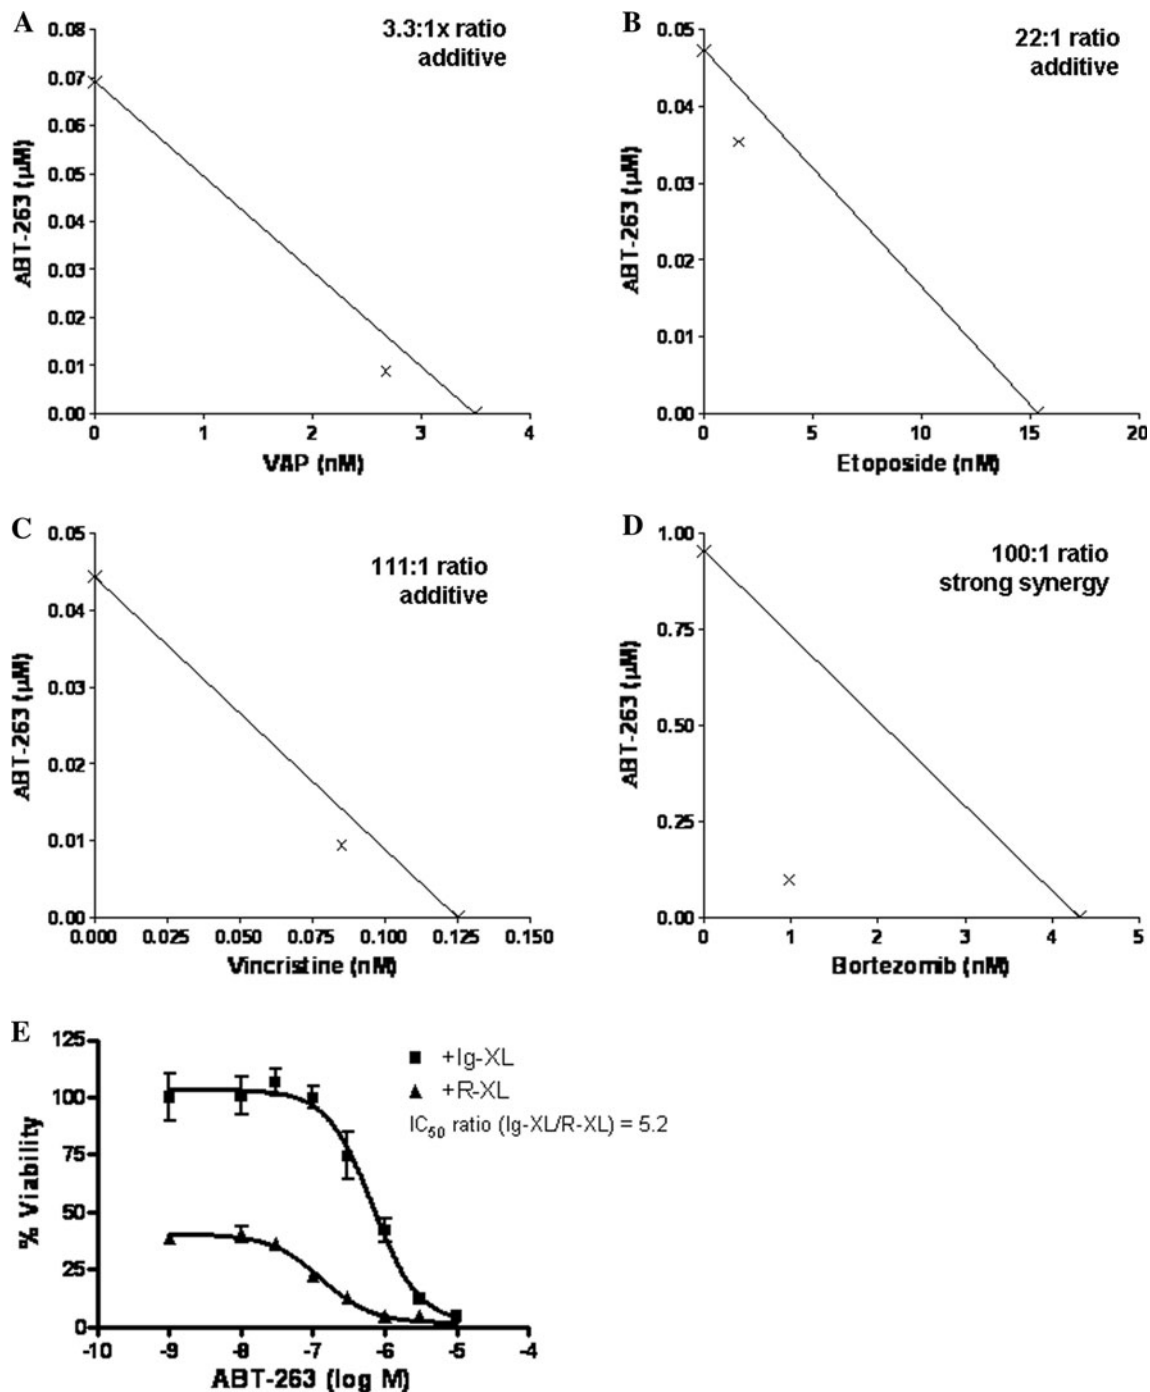 A
3.3:1x ratio
additive
ABT-263 (µM)
0.08
0.07
0.06
0.05
0.04
0.03
0.02
0.01
0.00
0 1 2 3 4
VAP (nM)
B
22:1 ratio
additive
ABT-263 (µM)
0.05
0.04
0.03
0.02
0.01
0.00
0 5 10 15 20
Etoposide (nM)
C
111:1 ratio
additive
ABT-263 (µM)
0.05
0.04
0.03
0.02
0.01
0.00
0.000 0.025 0.050 0.075 0.100 0.125 0.150
Vincristine (nM)
D
100:1 ratio
strong synergy
ABT-263 (µM)
1.00
0.75
0.50
0.25
0.00
0 1 2 3 4 5
Bortezomib (nM)
E
% Viability
125
100
75
50
25
0
+Ig-XL
+R-XL
IC50 ratio (Ig-XL/R-XL) = 5.2
-10 -9 -8 -7 -6 -5 -4
ABT-263 (log M)